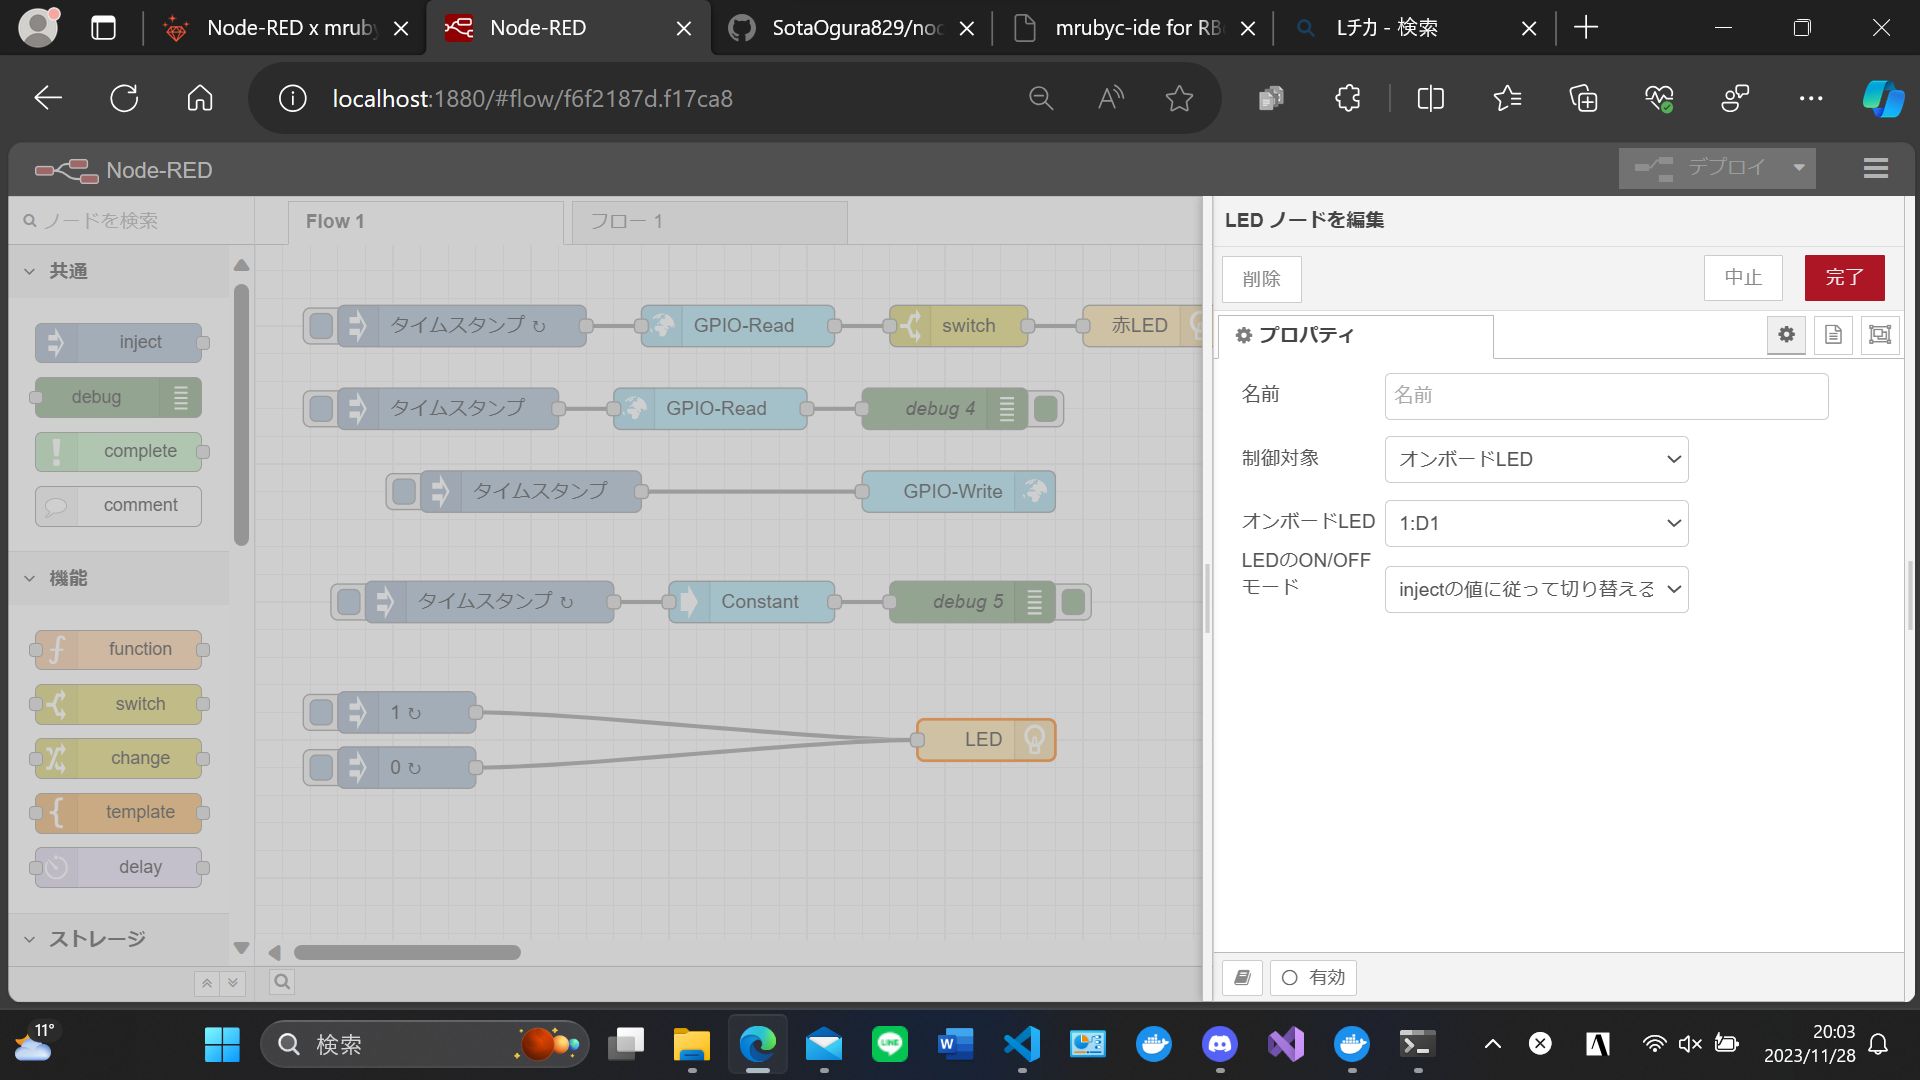 Node-RED x mruby
Node-RED
SotaOgura829/nod
mrubyc-ide for RB
Lチカ - 検索
localhost:1880/#flow/f6f2187d.f17ca8
Node-RED
デプロイ
ノードを検索
Flow 1
フロー 1
LED ノードを編集
共通
削除
中止
完了
inject
debug
complete
comment
機能
function
switch
change
template
delay
ストレージ
タイムスタンプ ↻
GPIO-Read
switch
赤LED
タイムスタンプ
GPIO-Read
debug 4
タイムスタンプ
GPIO-Write
タイムスタンプ ↻
Constant
debug 5
1 ↻
0 ↻
LED
プロパティ
名前
名前
制御対象
オンボードLED
オンボードLED
1:D1
LEDのON/OFF
モード
injectの値に従って切り替える
有効
11°
検索
20:03
2023/11/28